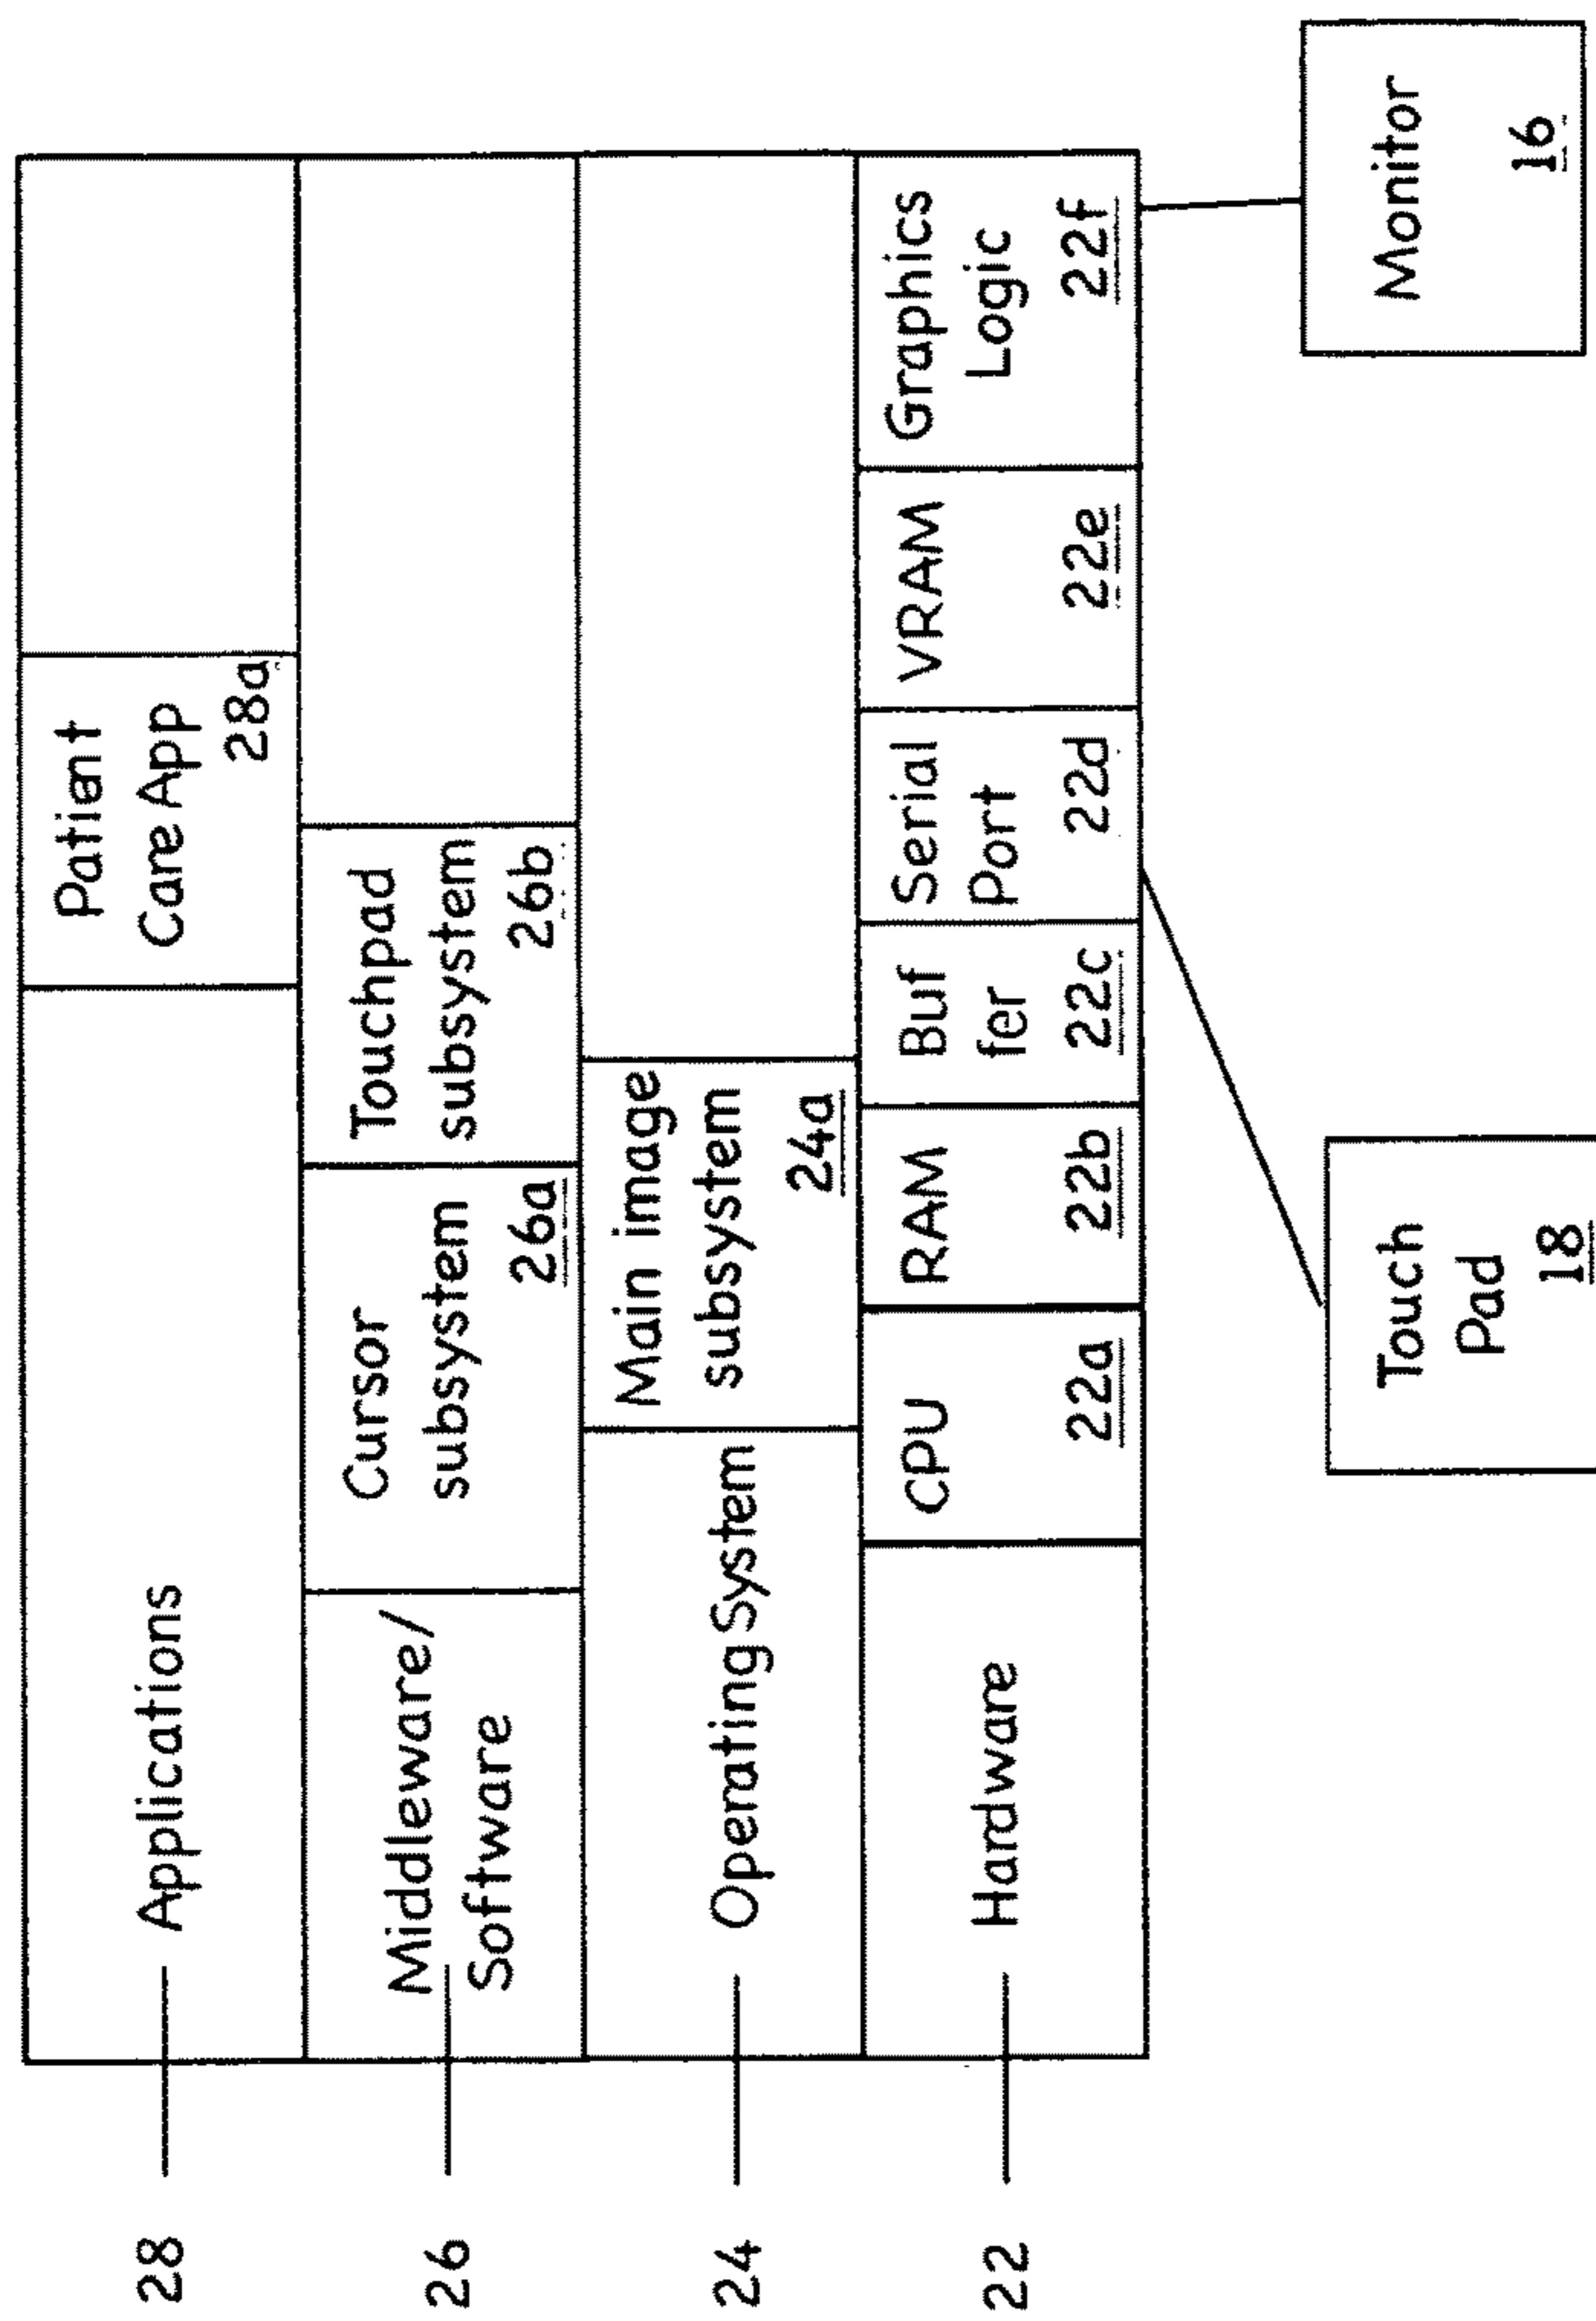 28
Applications
Patient
Care App
28a
26
Middleware/
Software
Cursor
subsystem
26a
Touchpad
subsystem
26b
24
Operating System
Main image
subsystem
24a
22
Hardware
CPU
22a
RAM
22b
Buf
fer
22c
Serial
Port
22d
VRAM
22e
Graphics
Logic
22f
Touch
Pad
18
Monitor
16